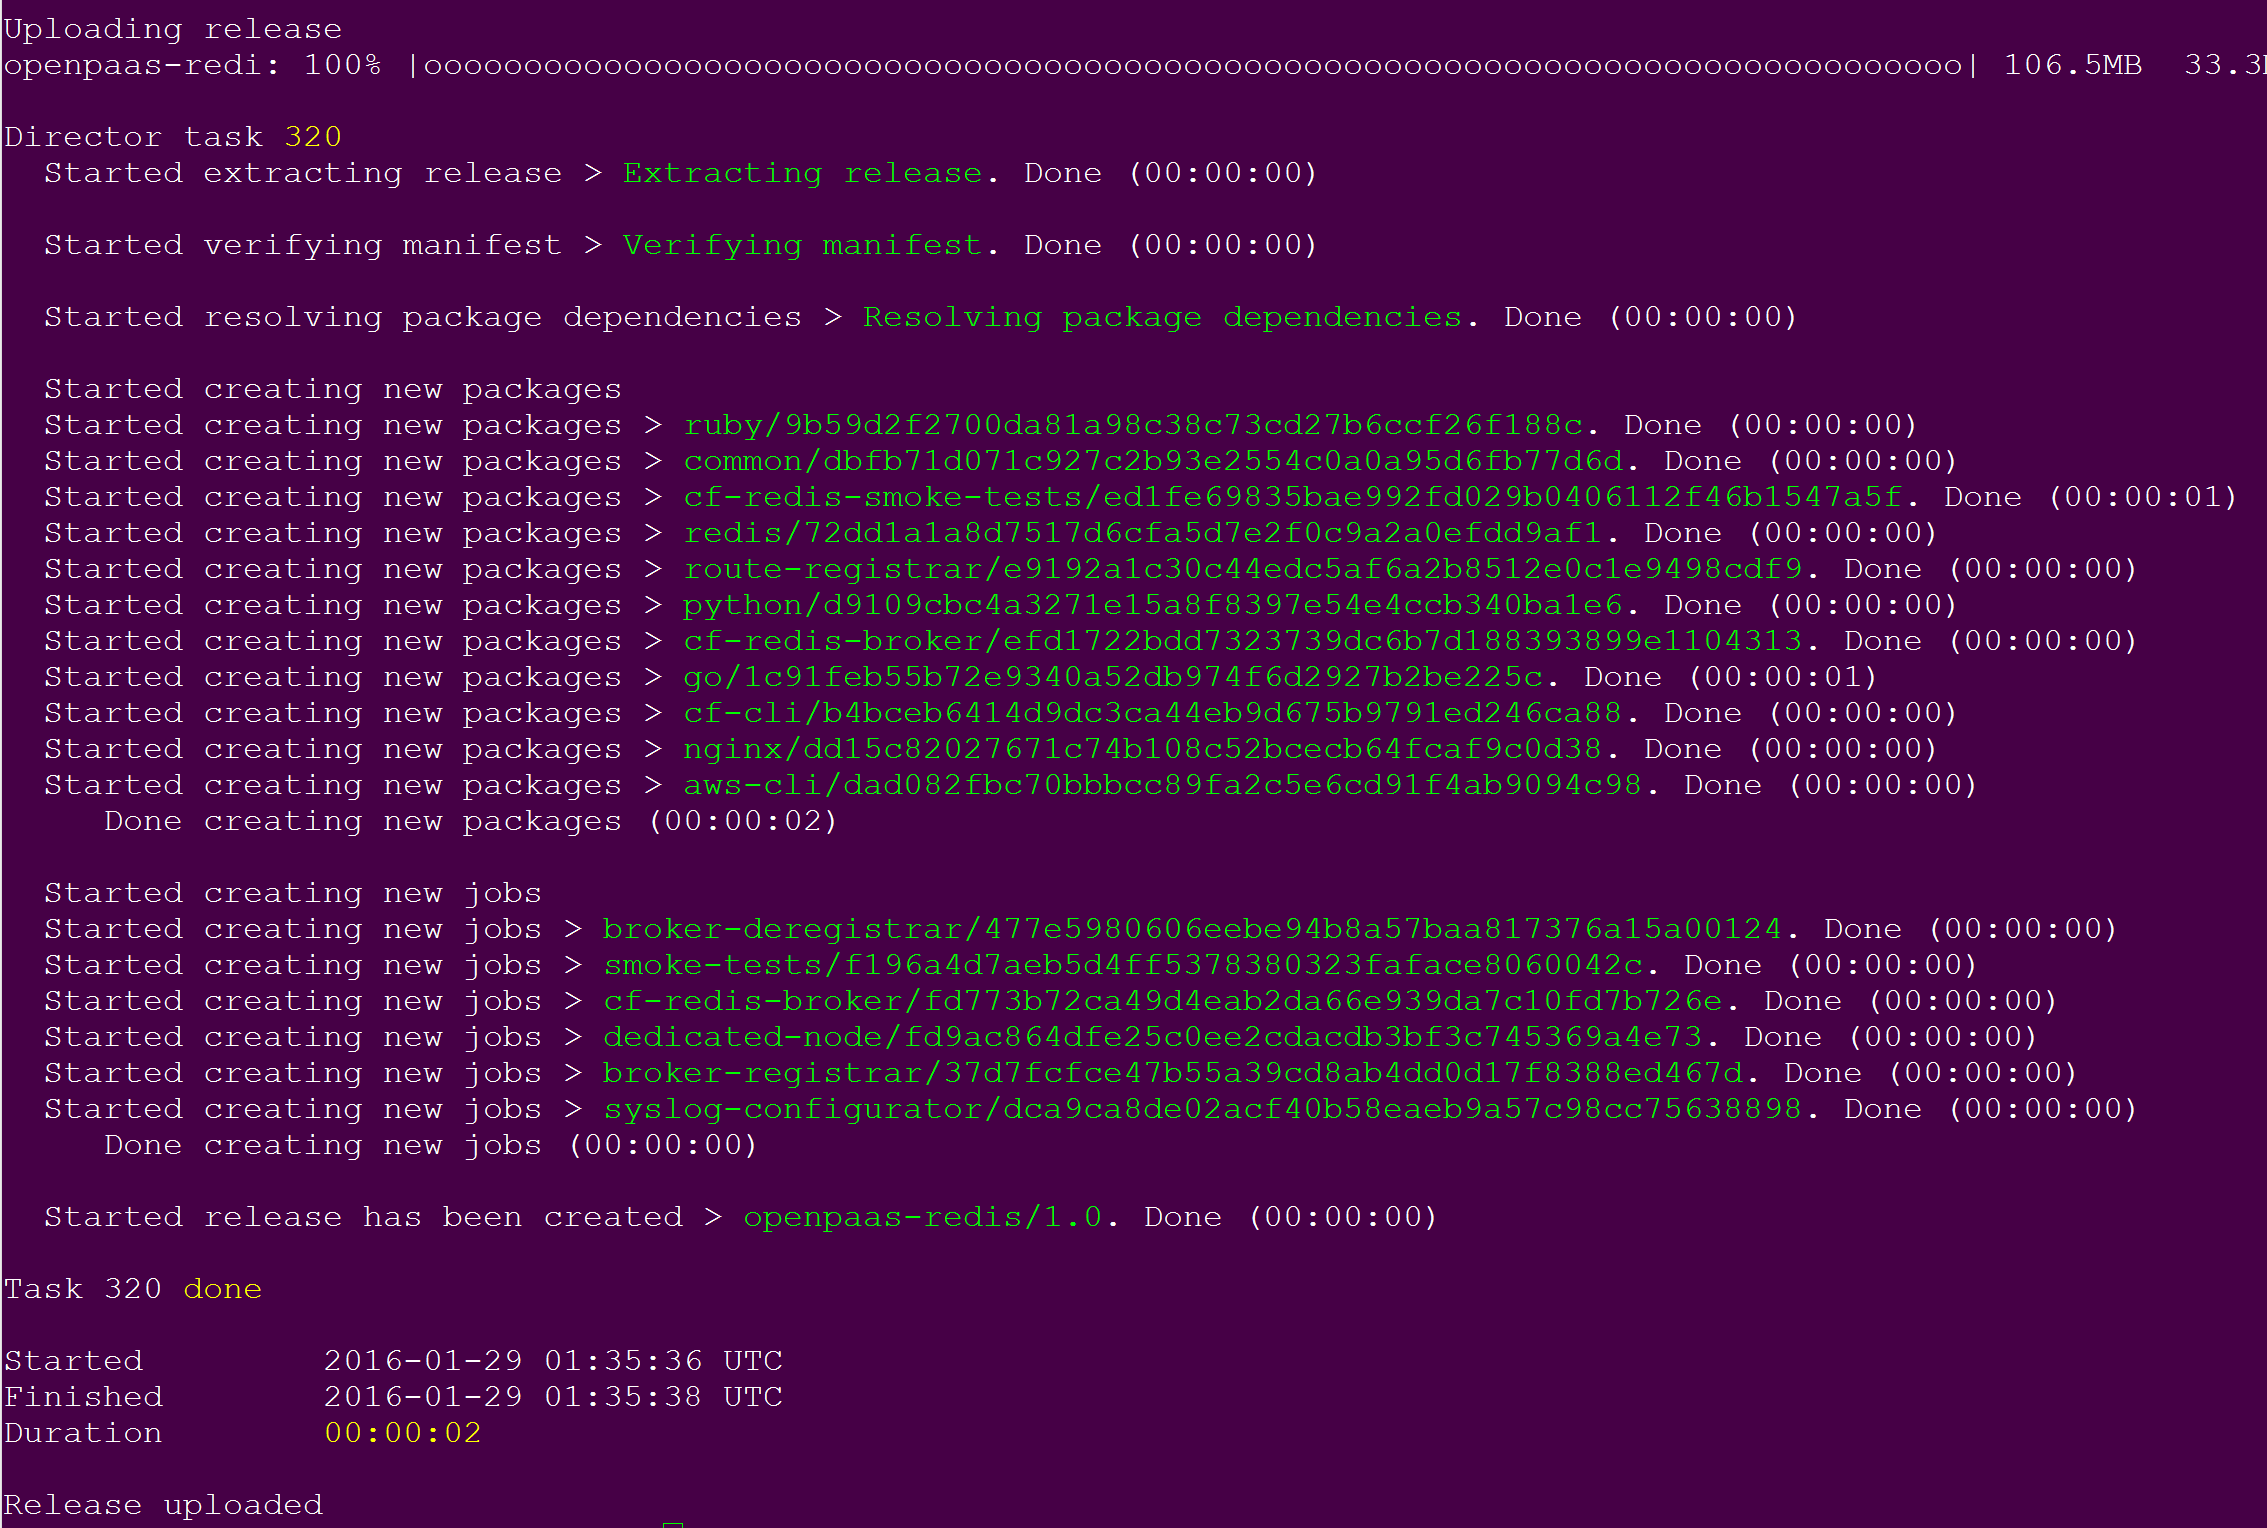 Uploading release
openpaas-redi: 100% |ooooooooooooooooooooooooooooooooooooooooooooooooooooooooooooooooooooooooooooo| 106.5MB  33.3
Director task 320
Started extracting release > Extracting release. Done (00:00:00)
Started verifying manifest > Verifying manifest. Done (00:00:00)
Started resolving package dependencies > Resolving package dependencies. Done (00:00:00)
Started creating new packages
Started creating new packages > ruby/9b59d2f2700da81a98c38c73cd27b6ccf26f188c. Done (00:00:00)
Started creating new packages > common/dbfb71d071c927c2b93e2554c0a0a95d6fb77d6d. Done (00:00:00)
Started creating new packages > cf-redis-smoke-tests/ed1fe69835bae992fd029b0406112f46b1547a5f. Done (00:00:01)
Started creating new packages > redis/72dd1a1a8d7517d6cfa5d7e2f0c9a2a0efdd9af1. Done (00:00:00)
Started creating new packages > route-registrar/e9192a1c30c44edc5af6a2b8512e0c1e9498cdf9. Done (00:00:00)
Started creating new packages > python/d9109cbc4a3271e15a8f8397e54e4ccb340ba1e6. Done (00:00:00)
Started creating new packages > cf-redis-broker/efd1722bdd7323739dc6b7d188393899e1104313. Done (00:00:00)
Started creating new packages > go/1c91feb55b72e9340a52db974f6d2927b2be225c. Done (00:00:01)
Started creating new packages > cf-cli/b4bceb6414d9dc3ca44eb9d675b9791ed246ca88. Done (00:00:00)
Started creating new packages > nginx/dd15c82027671c74b108c52bcecb64fcaf9c0d38. Done (00:00:00)
Started creating new packages > aws-cli/dad082fbc70bbbcc89fa2c5e6cd91f4ab9094c98. Done (00:00:00)
Done creating new packages (00:00:02)
Started creating new jobs
Started creating new jobs > broker-deregistrar/477e5980606eebe94b8a57baa817376a15a00124. Done (00:00:00)
Started creating new jobs > smoke-tests/f196a4d7aeb5d4ff5378380323faface8060042c. Done (00:00:00)
Started creating new jobs > cf-redis-broker/fd773b72ca49d4eab2da66e939da7c10fd7b726e. Done (00:00:00)
Started creating new jobs > dedicated-node/fd9ac864dfe25c0ee2cdacdb3bf3c745369a4e73. Done (00:00:00)
Started creating new jobs > broker-registrar/37d7fcfce47b55a39cd8ab4dd0d17f8388ed467d. Done (00:00:00)
Started creating new jobs > syslog-configurator/dca9ca8de02acf40b58eaeb9a57c98cc75638898. Done (00:00:00)
Done creating new jobs (00:00:00)
Started release has been created > openpaas-redis/1.0. Done (00:00:00)
Task 320 done
Started         2016-01-29 01:35:36 UTC
Finished        2016-01-29 01:35:38 UTC
Duration        00:00:02
Release uploaded